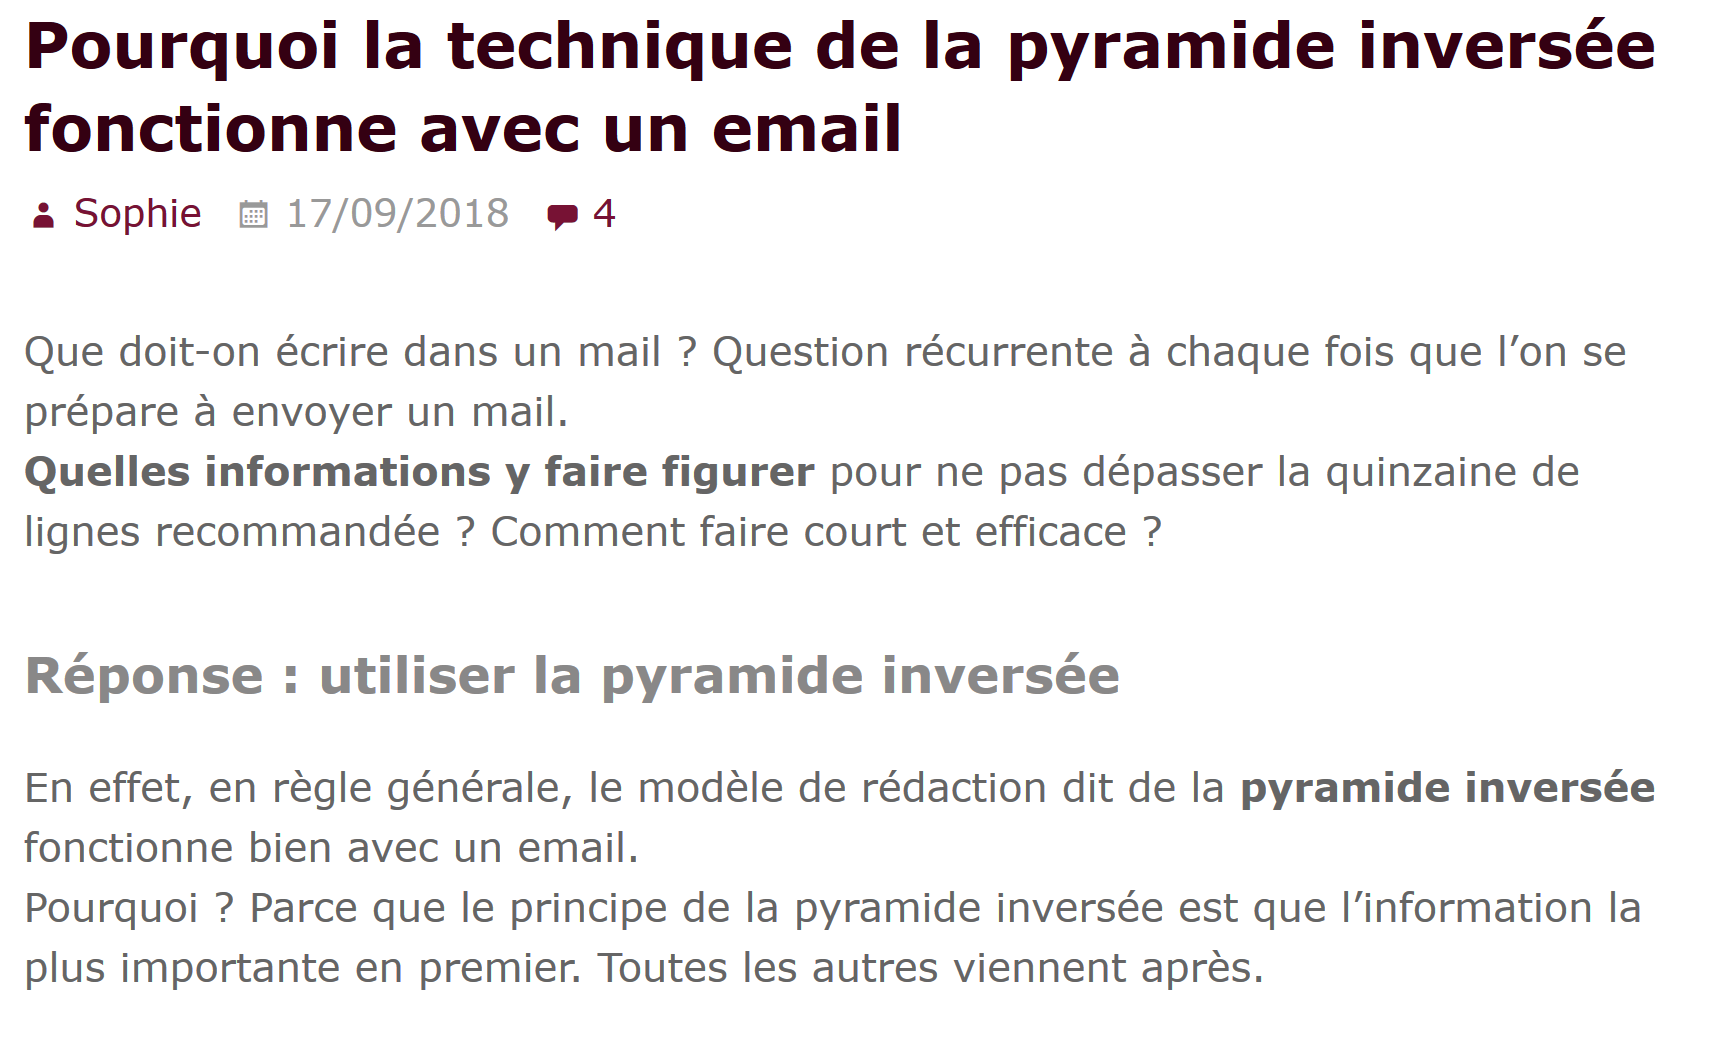 Pourquoi la technique de la pyramide inversée
fonctionne avec un email
Sophie 17/09/2018 4
Que doit-on écrire dans un mail ? Question récurrente à chaque fois que l’on se
prépare à envoyer un mail.
Quelles informations y faire figurer pour ne pas dépasser la quinzaine de
lignes recommandée ? Comment faire court et efficace ?
Réponse : utiliser la pyramide inversée
En effet, en règle générale, le modèle de rédaction dit de la pyramide inversée
fonctionne bien avec un email.
Pourquoi ? Parce que le principe de la pyramide inversée est que l’information la
plus importante en premier. Toutes les autres viennent après.